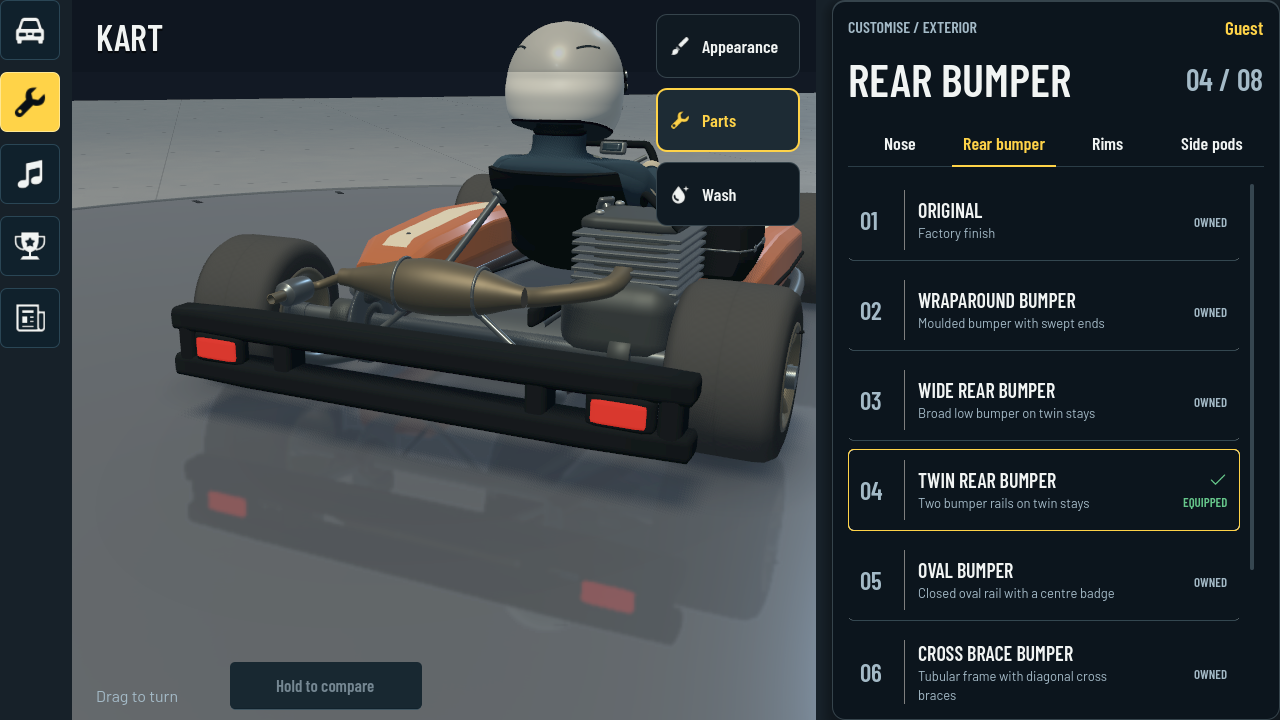 KART
Appearance
Parts
Wash
Drag to turn
Hold to compare
CUSTOMISE / EXTERIOR
Guest
REAR BUMPER
04 / 08
Nose
Rear bumper
Rims
Side pods
01
ORIGINAL
Factory finish
OWNED
02
WRAPAROUND BUMPER
Moulded bumper with swept ends
OWNED
03
WIDE REAR BUMPER
Broad low bumper on twin stays
OWNED
04
TWIN REAR BUMPER
Two bumper rails on twin stays
EQUIPPED
05
OVAL BUMPER
Closed oval rail with a centre badge
OWNED
06
CROSS BRACE BUMPER
Tubular frame with diagonal cross
braces
OWNED